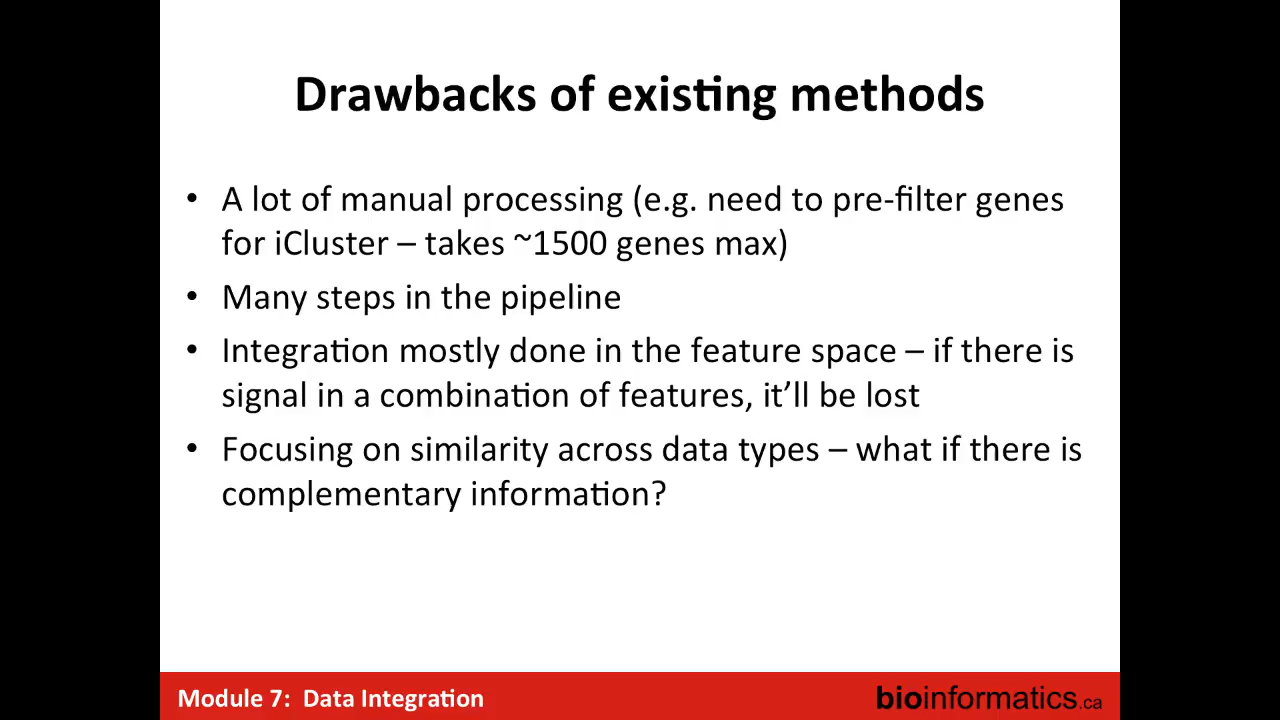 Drawbacks of existing methods
• A lot of manual processing (e.g. need to pre-filter genes
for iCluster – takes ~1500 genes max)
• Many steps in the pipeline
• Integration mostly done in the feature space – if there is
signal in a combination of features, it’ll be lost
• Focusing on similarity across data types – what if there is
complementary information?
Module 7: Data Integration
bioinformatics.ca